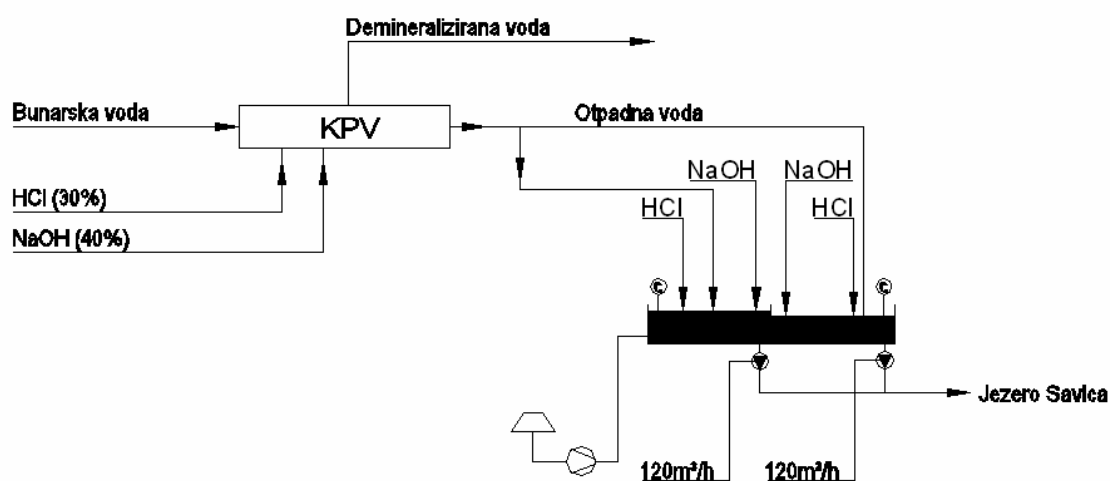 Demineralizirana voda
Bunarska voda
Otpadna voda
KPV
NaOH
NaOH
HCl
HCl
HCl (30%)
NaOH (40%)
C
C
Jezero Savica
120m³/h
120m³/h